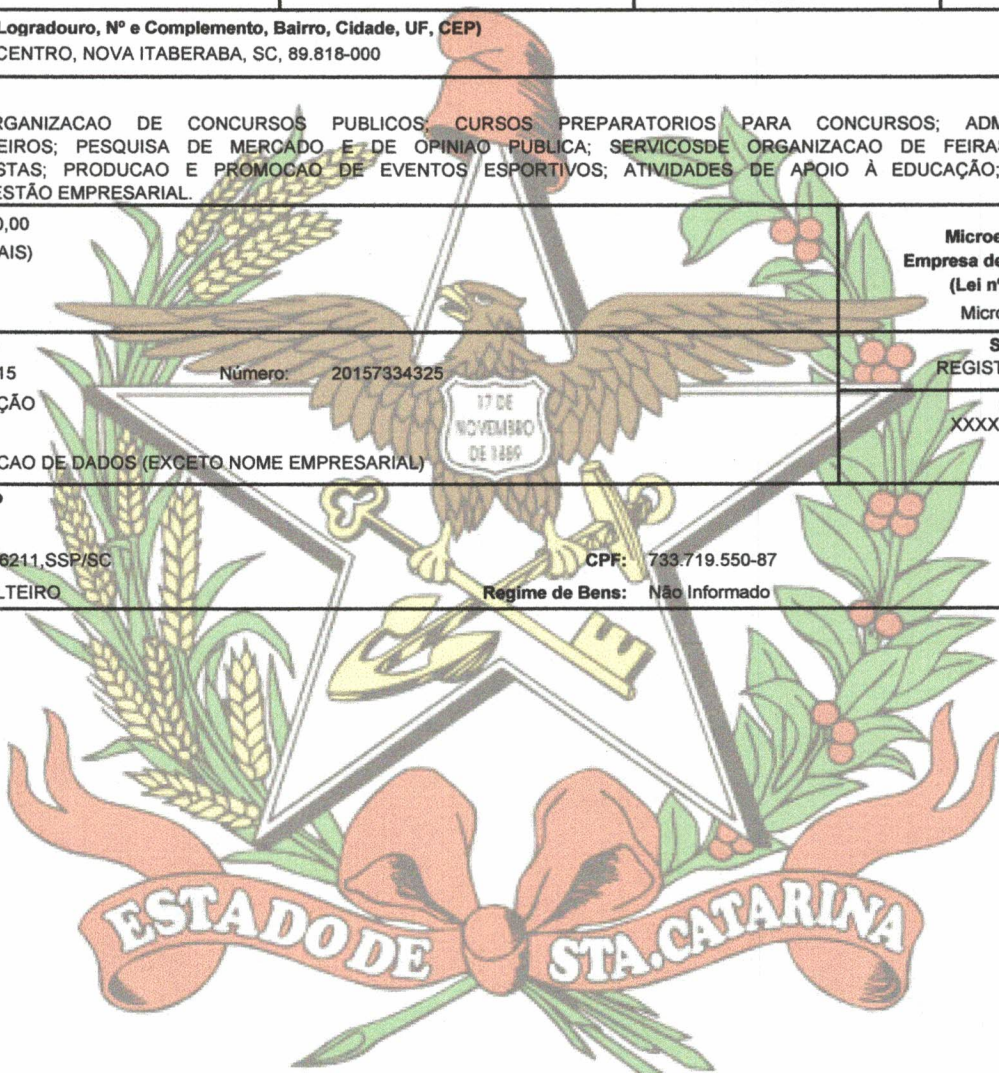 Logradouro, Nº e Complemento, Bairro, Cidade, UF, CEP)
CENTRO, NOVA ITABERABA, SC, 89.818-000
RGANIZACAO DE CONCURSOS PUBLICOS; CURSOS PREPARATORIOS PARA CONCURSOS; ADM
EIROS; PESQUISA DE MERCADO E DE OPINIAO PUBLICA; SERVICOSDE ORGANIZACAO DE FEIRAS
STAS; PRODUCAO E PROMOCAO DE EVENTOS ESPORTIVOS; ATIVIDADES DE APOIO À EDUCAÇÃO;
ESTÃO EMPRESARIAL.
0,00
AIS)
Microe
Empresa de
(Lei nº
Micro
15 Número: 20157334325
ÇÃO
CAO DE DADOS (EXCETO NOME EMPRESARIAL)
S
REGIST
XXXX
17 DE
NOVEMBRO
DE 1889
6211,SSP/SC CPF: 733.719.550-87
LTEIRO Regime de Bens: Não Informado
ESTADO DE STA. CATARINA